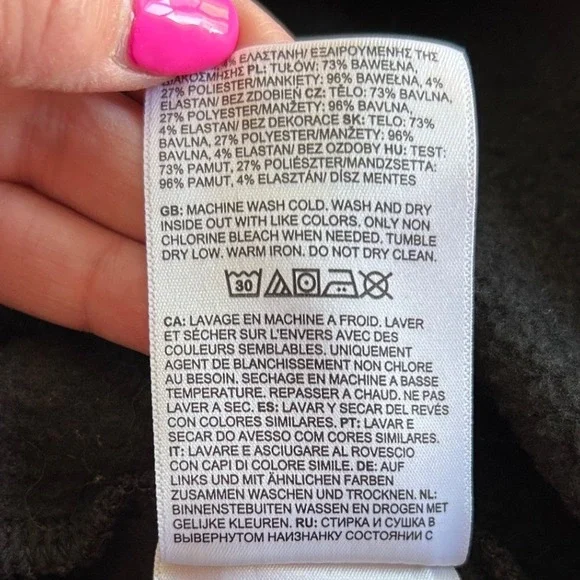 4% ΕΛΑΣΤΑΝΗ/ ΕΞΑΙΡΟΥΜΕΝΗΣ ΤΗΣ
ΔΙΑΚΟΣΜΗΣΗΣ PL: TUŁÓW: 73% BAWEŁNA,
27% POLIESTER/MANKIETY: 96% BAWEŁNA, 4%
ELASTAN/ BEZ ZDOBIEŃ CZ: TĚLO: 73% BAVLNA,
27% POLYESTER/MANŽETY: 96% BAVLNA,
4% ELASTAN/ BEZ DEKORACE SK: TELO: 73%
BAVLNA, 27% POLYESTER/MANŽETY: 96%
BAVLNA, 4% ELASTAN/ BEZ OZDOBY HU: TEST:
73% PAMUT, 27% POLIÉSZTER/MANDZSETTA:
96% PAMUT, 4% ELASZTÁN/ DÍSZ MENTES
GB: MACHINE WASH COLD. WASH AND DRY
INSIDE OUT WITH LIKE COLORS. ONLY NON
CHLORINE BLEACH WHEN NEEDED. TUMBLE
DRY LOW. WARM IRON. DO NOT DRY CLEAN.
30
CA: LAVAGE EN MACHINE A FROID. LAVER
ET SÉCHER SUR L'ENVERS AVEC DES
COULEURS SEMBLABLES. UNIQUEMENT
AGENT DE BLANCHISSEMENT NON CHLORE
AU BESOIN. SECHAGE EN MACHINE A BASSE
TEMPERATURE. REPASSER A CHAUD. NE PAS
LAVER A SEC. ES: LAVAR Y SECAR DEL REVÉS
CON COLORES SIMILARES. PT: LAVAR E
SECAR DO AVESSO COM CORES SIMILARES.
IT: LAVARE E ASCIUGARE AL ROVESCIO
CON CAPI DI COLORE SIMILE. DE: AUF
LINKS UND MIT ÄHNLICHEN FARBEN
ZUSAMMEN WASCHEN UND TROCKNEN. NL:
BINNENSTEBUITEN WASSEN EN DROGEN MET
GELIJKE KLEUREN. RU: СТИРКА И СУШКА В
ВЫВЕРНУТОМ НАИЗНАНКУ СОСТОЯНИИ С